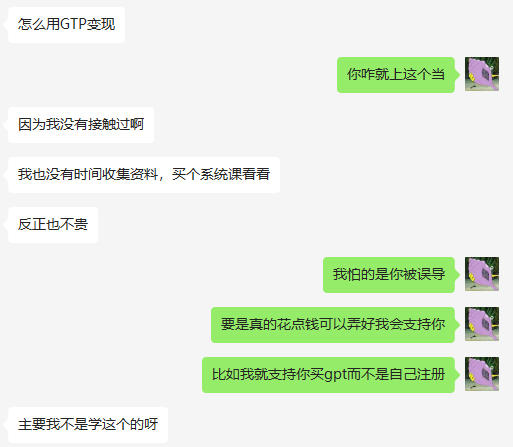 怎么用GTP变现
你咋就上这个当
因为我没有接触过啊
我也没有时间收集资料，买个系统课看看
反正也不贵
我怕的是你被误导
要是真的花点钱可以弄好我会支持你
比如我就支持你买gpt而不是自己注册
主要我不是学这个的呀